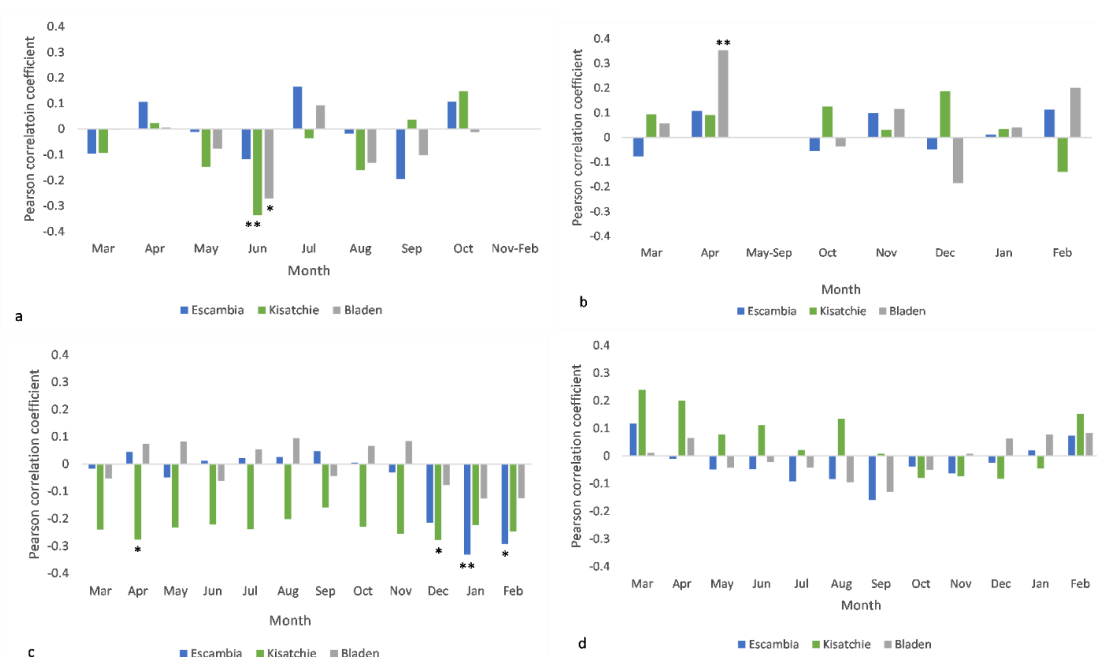 0.4
0.3
0.2
0.1
0
-0.1
-0.2
-0.3
-0.4
Pearson correlatoin coefficient
** *
Mar Apr May Jun Jul Aug Sep Oct Nov-Feb
Month
Escambia Kisatchie Bladen
a
0.4
0.3
0.2
0.1
0
-0.1
-0.2
-0.3
-0.4
Pearson correlation coefficient
**
Mar Apr May-Sep Oct Nov Dec Jan Feb
Month
Escambia Kisatchie Bladen
b
0.4
0.3
0.2
0.1
0
-0.1
-0.2
-0.3
-0.4
Pearson correlation coefficient
* * ** *
Mar Apr May Jun Jul Aug Sep Oct Nov Dec Jan Feb
Month
Escambia Kisatchie Bladen
c
0.4
0.3
0.2
0.1
0
-0.1
-0.2
-0.3
-0.4
Pearson correlation coefficient
Mar Apr May Jun Jul Aug Sep Oct Nov Dec Jan Feb
Month
Escambia Kisatchie Bladen
d